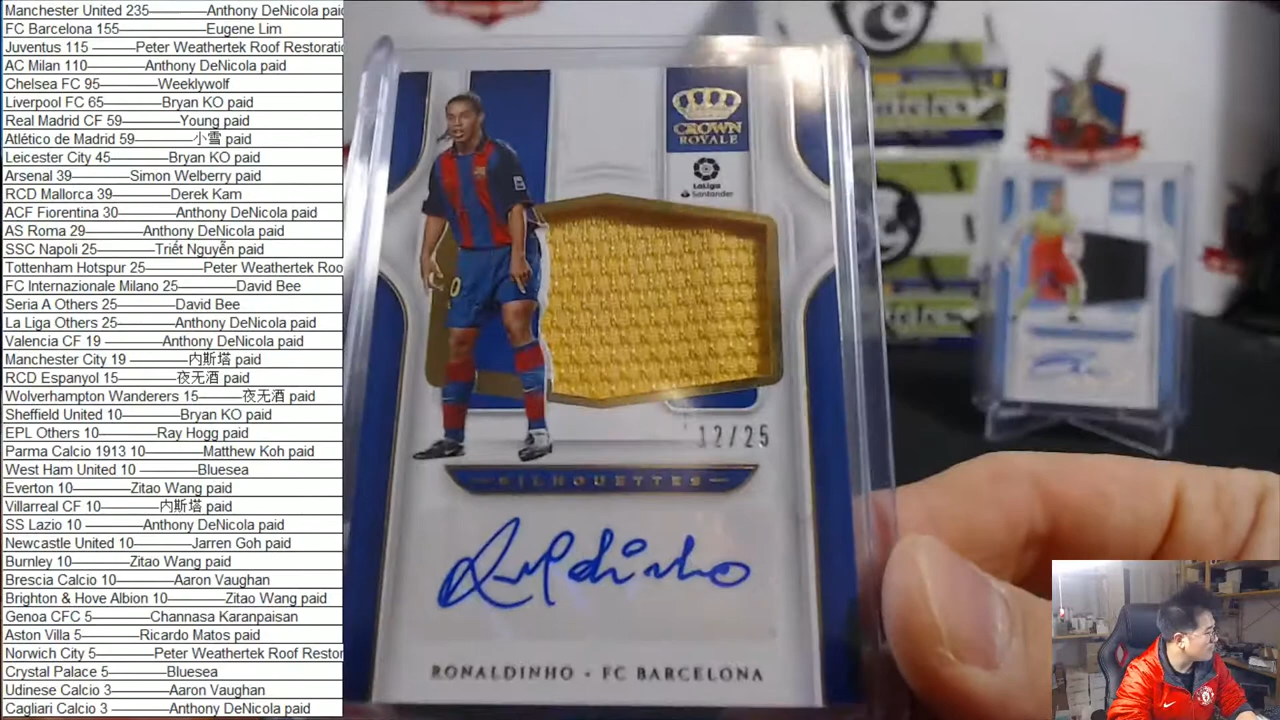 Manchester United 235———Anthony DeNicola paid
FC Barcelona 155————Eugene Lim
Juventus 115 ———Peter Weathertek Roof Restoratio
AC Milan 110————Anthony DeNicola paid
Chelsea FC 95————Weeklywolf
Liverpool FC 65———Bryan KO paid
Real Madrid CF 59————Young paid
Atlético de Madrid 59————小雪 paid
Leicester City 45———Bryan KO paid
Arsenal 39————Simon Welberry paid
RCD Mallorca 39————Derek Kam
ACF Fiorentina 30————Anthony DeNicola paid
AS Roma 29————Anthony DeNicola paid
SSC Napoli 25————Triết Nguyễn paid
Tottenham Hotspur 25————Peter Weathertek Roo
FC Internazionale Milano 25————David Bee
Seria A Others 25————David Bee
La Liga Others 25————Anthony DeNicola paid
Valencia CF 19 ————Anthony DeNicola paid
Manchester City 19 ————内斯塔 paid
RCD Espanyol 15————夜无酒 paid
Wolverhampton Wanderers 15————夜无酒 paid
Sheffield United 10————Bryan KO paid
EPL Others 10————Ray Hogg paid
Parma Calcio 1913 10————Matthew Koh paid
West Ham United 10 ————Bluesea
Everton 10————Zitao Wang paid
Villarreal CF 10————内斯塔 paid
SS Lazio 10 ————Anthony DeNicola paid
Newcastle United 10————Jarren Goh paid
Burnley 10————Zitao Wang paid
Brescia Calcio 10————Aaron Vaughan
Brighton & Hove Albion 10————Zitao Wang paid
Genoa CFC 5————Channasa Karanpaisan
Aston Villa 5————Ricardo Matos paid
Norwich City 5————Peter Weathertek Roof Restor
Crystal Palace 5————Bluesea
Udinese Calcio 3————Aaron Vaughan
Cagliari Calcio 3 ————Anthony DeNicola paid
CROWN
ROYALE
LaLiga
Santander
12/25
SILHOUETTES
Ronaldinho
RONALDINHO - FC BARCELONA